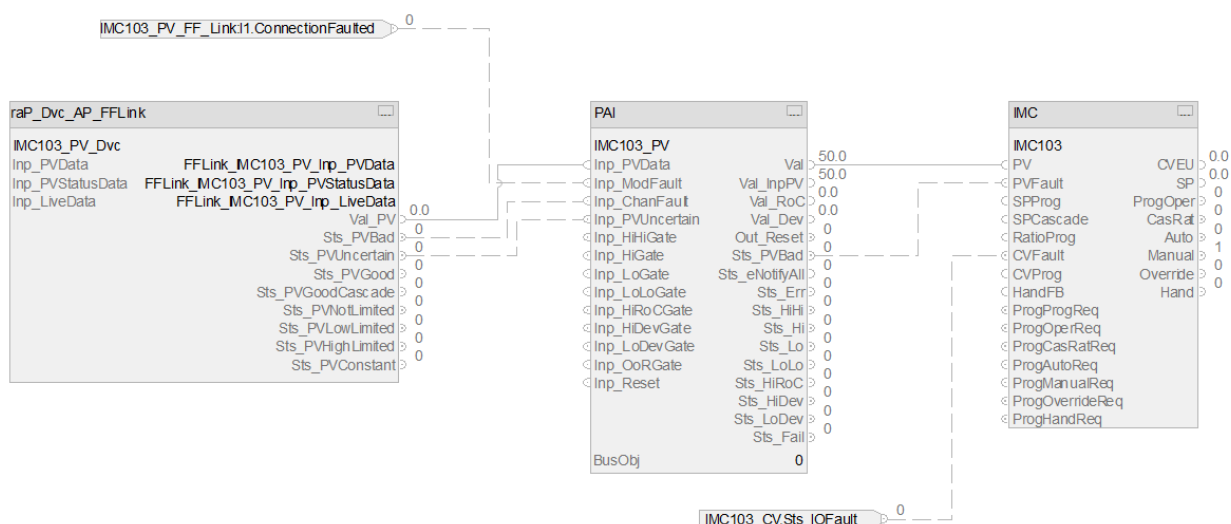 IMC103_PV_FF_Link:I1.ConnectionFaulted
0
raP_Dvc_AP_FFLink
...
IMC103_PV_Dvc
Inp_PVData FFLink_IMC103_PV_Inp_PVData
Inp_PVStatusData FFLink_IMC103_PV_Inp_PVStatusData
Inp_LiveData FFLink_IMC103_PV_Inp_LiveData
Val_PV 0.0
Sts_PVBad 0
Sts_PVUncertain 0
Sts_PVGood 0
Sts_PVGoodCascade 0
Sts_PVNotLimited 0
Sts_PVLowLimited 0
Sts_PVHighLimited 0
Sts_PVConstant 0
PAI
...
IMC103_PV
Inp_PVData Val 50.0
Inp_ModFault Val_InpPV 50.0
Inp_ChanFault Val_RoC 0.0
Inp_PVUncertain Val_Dev 0.0
Inp_HiHiGate Out_Reset 0
Inp_HiGate Sts_PVBad 0
Inp_LoGate Sts_eNotifyAll 0
Inp_LoLoGate Sts_Err 0
Inp_HiRoCGate Sts_HiHi 0
Inp_HiDevGate Sts_Hi 0
Inp_LoDevGate Sts_Lo 0
Inp_OoRGate Sts_LoLo 0
Inp_Reset Sts_HiRoC 0
Sts_HiDev 0
Sts_LoDev 0
Sts_Fail 0
BusObj 0
IMC
...
IMC103
PV CVEU 0.0
PVFault SP 0.0
SPProg ProgOper 0
SPCascade CasRat 0
RatioProg Auto 0
CVFault Manual 1
CVProg Override 0
HandFB Hand 0
ProgProgReq
ProgOperReq
ProgCasRatReq
ProgAutoReq
ProgManualReq
ProgOverrideReq
ProgHandReq
IMC103_CV.Sts_IOFault
0